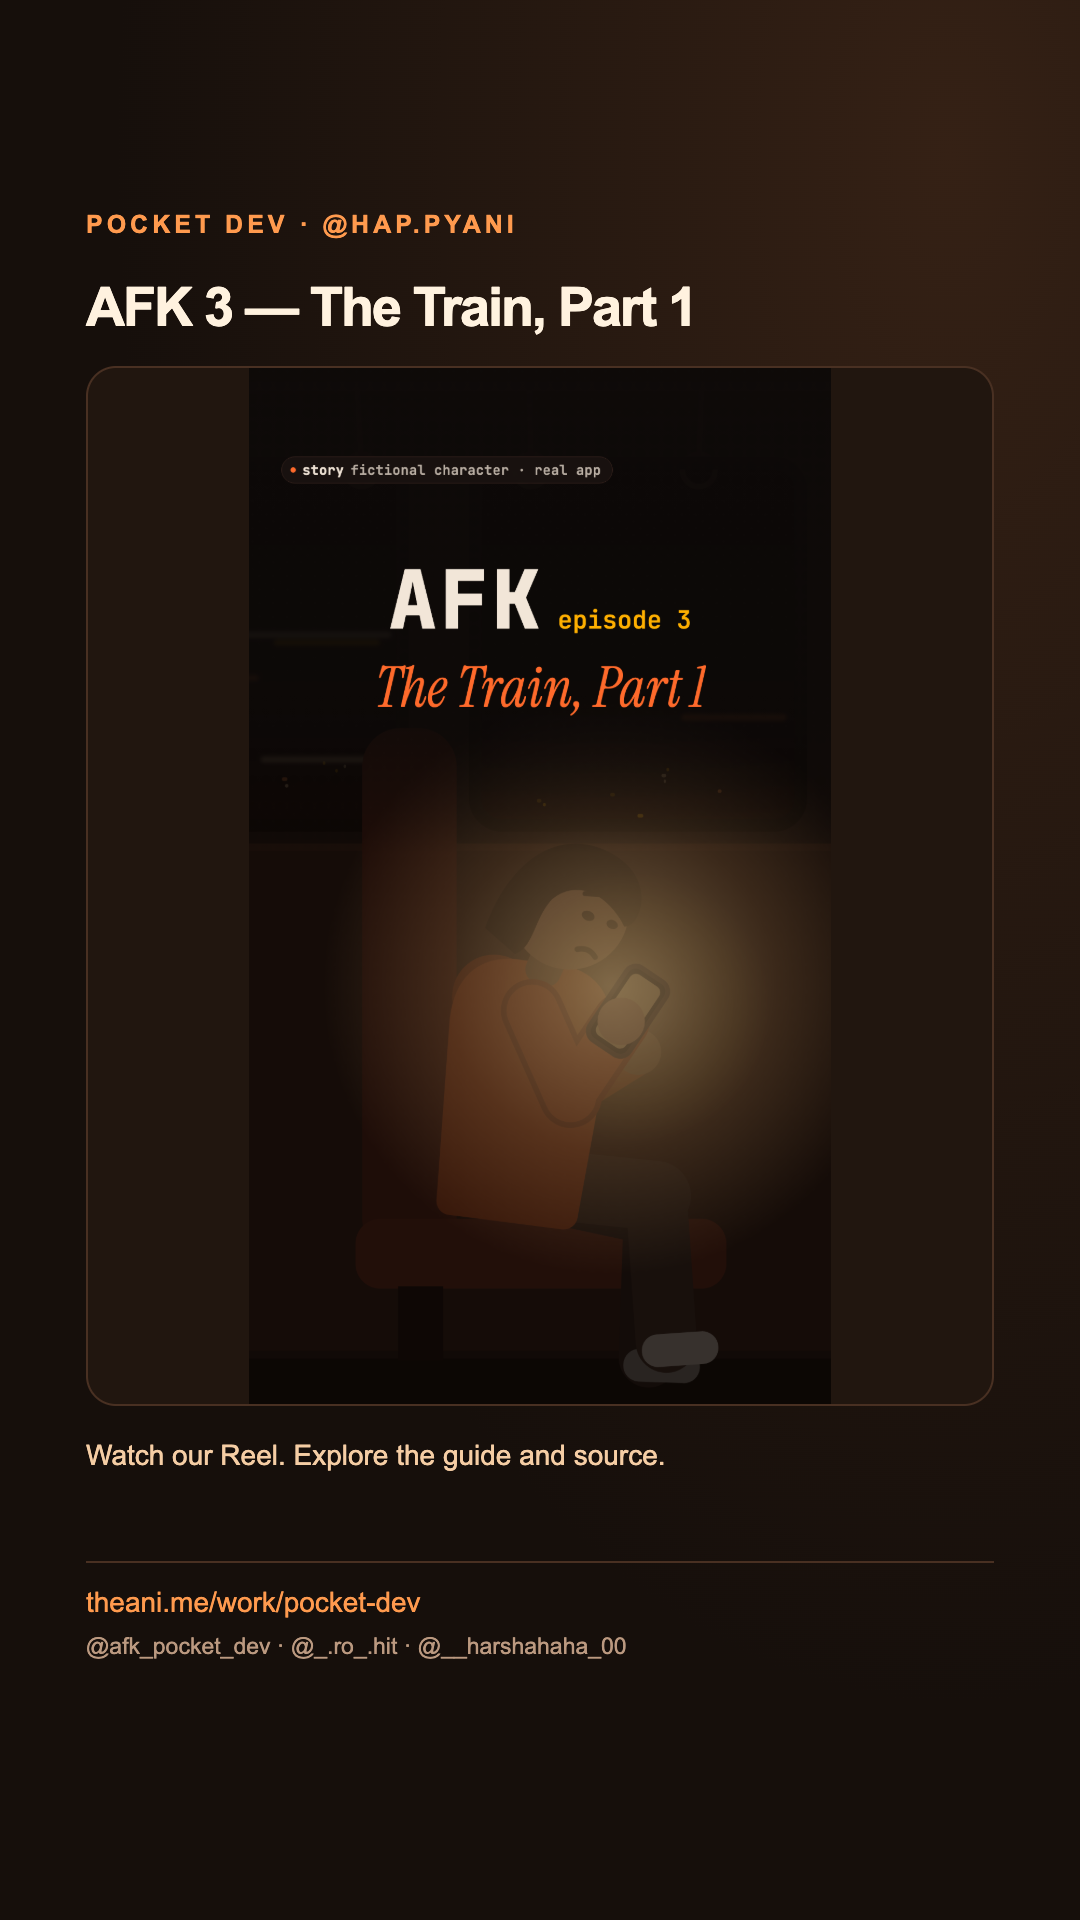 POCKET DEV · @HAP.PYANI
AFK 3 — The Train, Part 1
story fictional character · real app
AFK episode 3
The Train, Part 1
Watch our Reel. Explore the guide and source.
theani.me/work/pocket-dev
@afk_pocket_dev · @_.ro_.hit · @__harshahaha_00